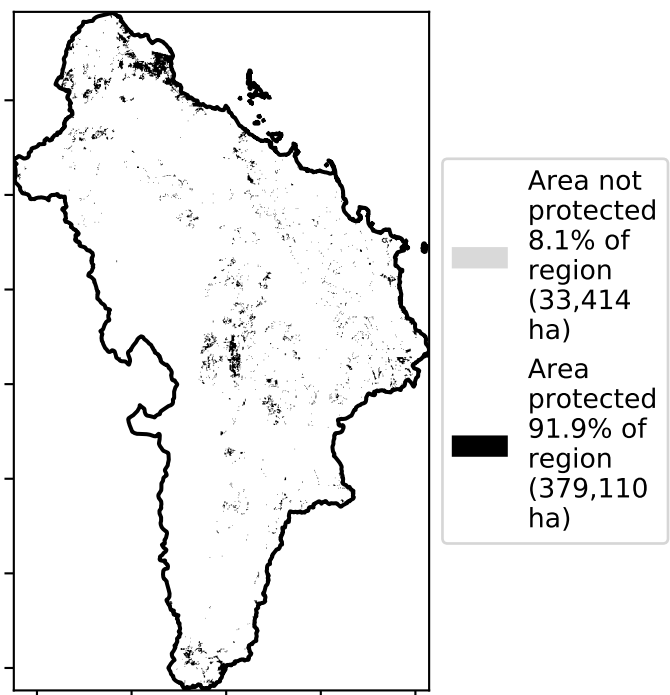 Area not
protected
8.1% of
region
(33,414
ha)
Area
protected
91.9% of
region
(379,110
ha)